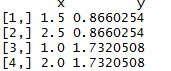 x y
[1,] 1.5 0.8660254
[2,] 2.5 0.8660254
[3,] 1.0 1.7320508
[4,] 2.0 1.7320508